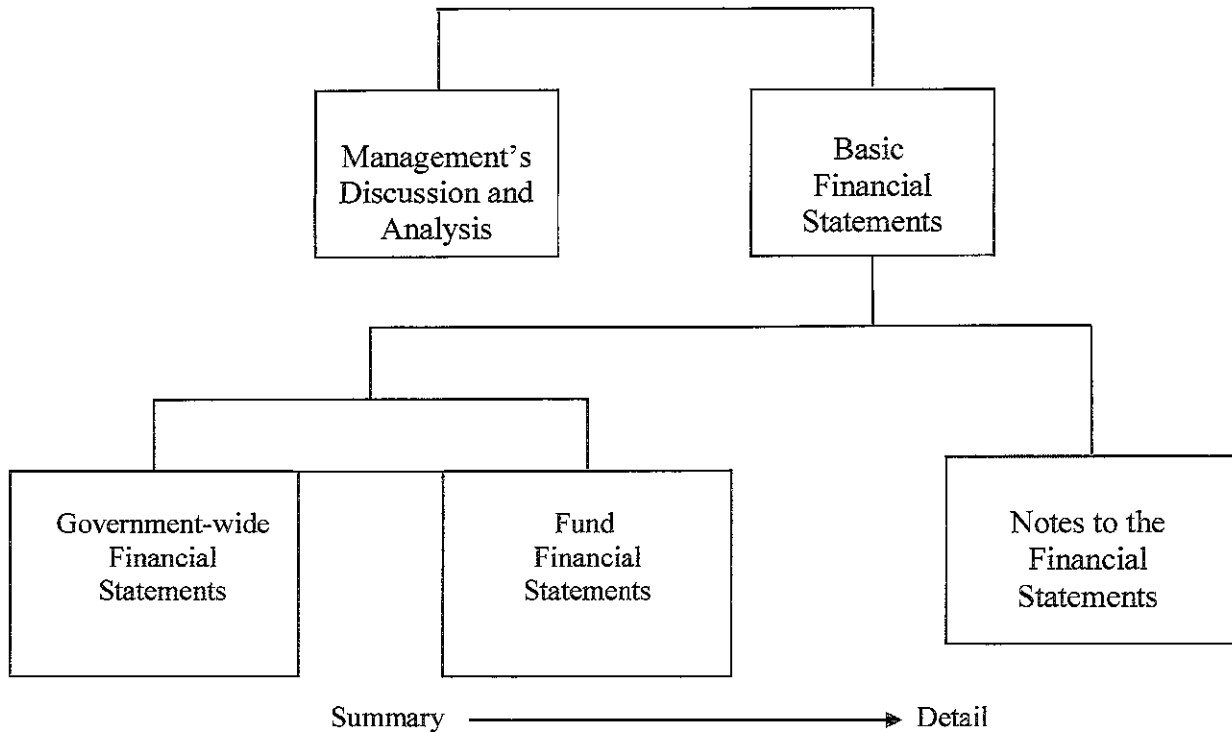 Management's
Discussion and
Analysis
Basic
Financial
Statements
Government-wide
Financial
Statements
Fund
Financial
Statements
Notes to the
Financial
Statements
Summary
Detail